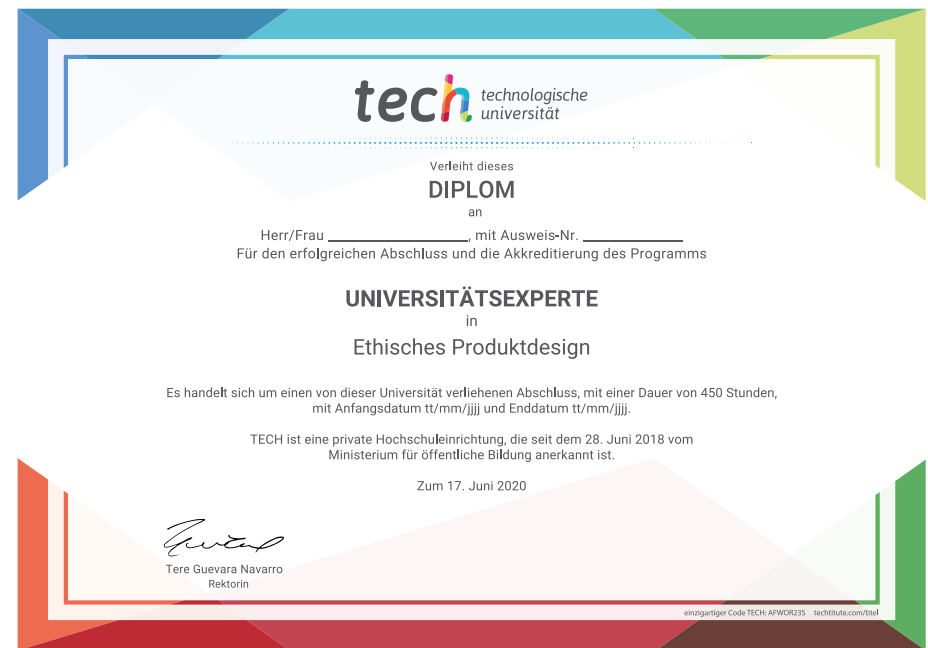 tech technologische
universität
Verleiht dieses
DIPLOM
an
Herr/Frau ____________________, mit Ausweis-Nr. ______________
Für den erfolgreichen Abschluss und die Akkreditierung des Programms
UNIVERSITÄTSEXPERTE
in
Ethisches Produktdesign
Es handelt sich um einen von dieser Universität verliehenen Abschluss, mit einer Dauer von 450 Stunden,
mit Anfangsdatum tt/mm/jjjj und Enddatum tt/mm/jjjj.
TECH ist eine private Hochschuleinrichtung, die seit dem 28. Juni 2018 vom
Ministerium für öffentliche Bildung anerkannt ist.
Zum 17. Juni 2020
Tere Guevara Navarro
Rektorin
einzigartiger Code TECH: AFWOR23S techtitute.com/titel